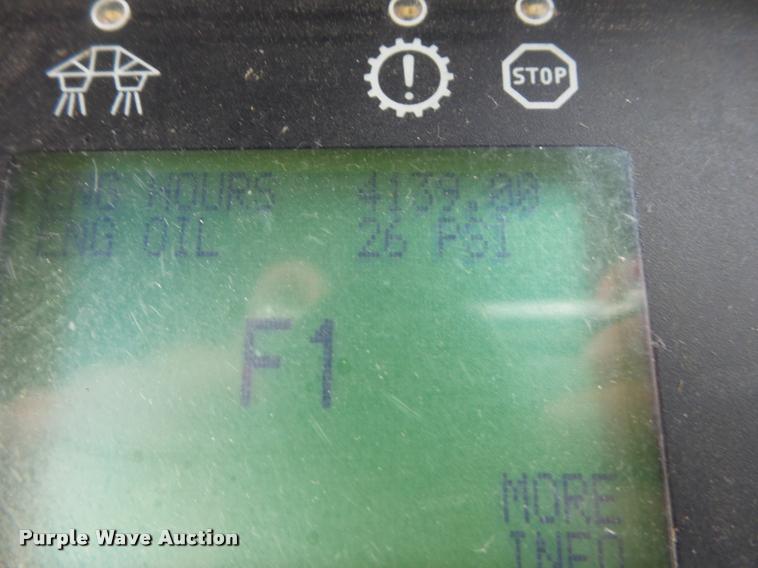 STOP
ENG HOURS 4139.00
ENG OIL 26 PSI
F1
MORE
INFO
Purple Wave Auction